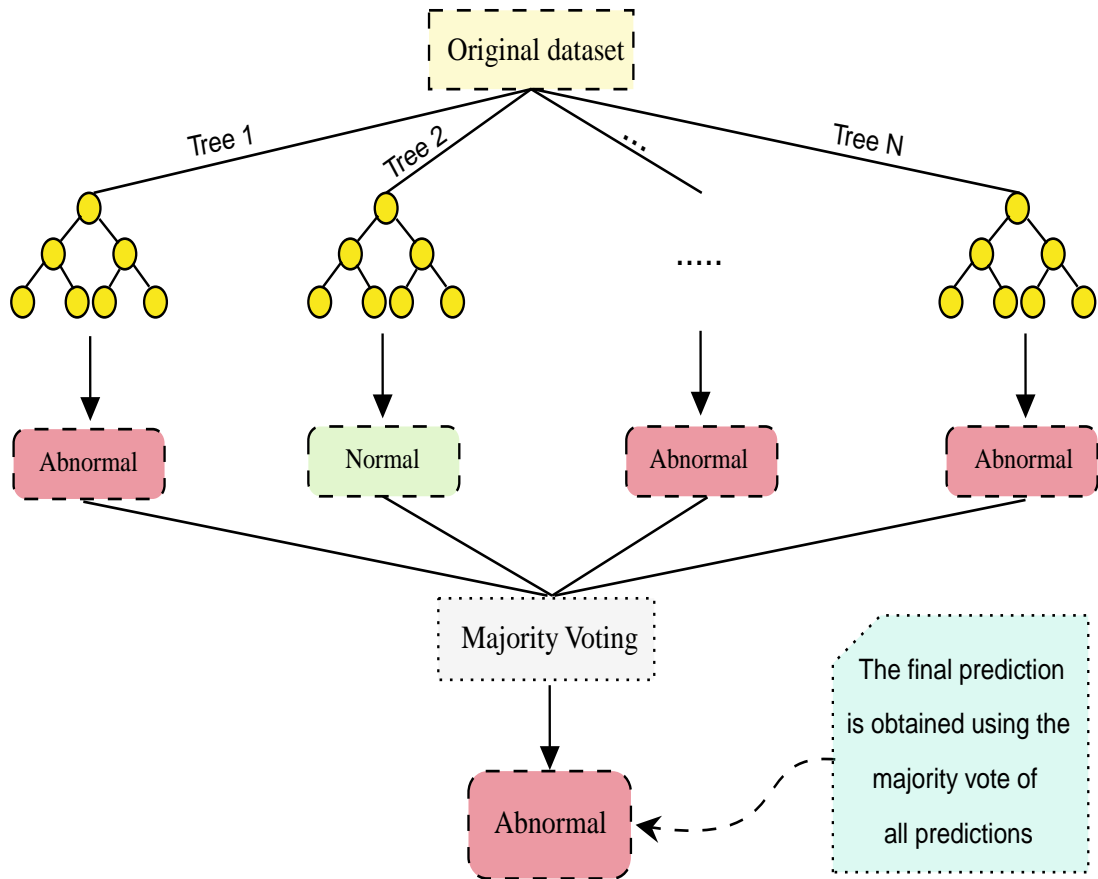 Original dataset
Tree 1
Tree 2
...
Tree N
.....
Abnormal
Normal
Abnormal
Abnormal
Majority Voting
The final prediction
is obtained using the
majority vote of
all predictions
Abnormal